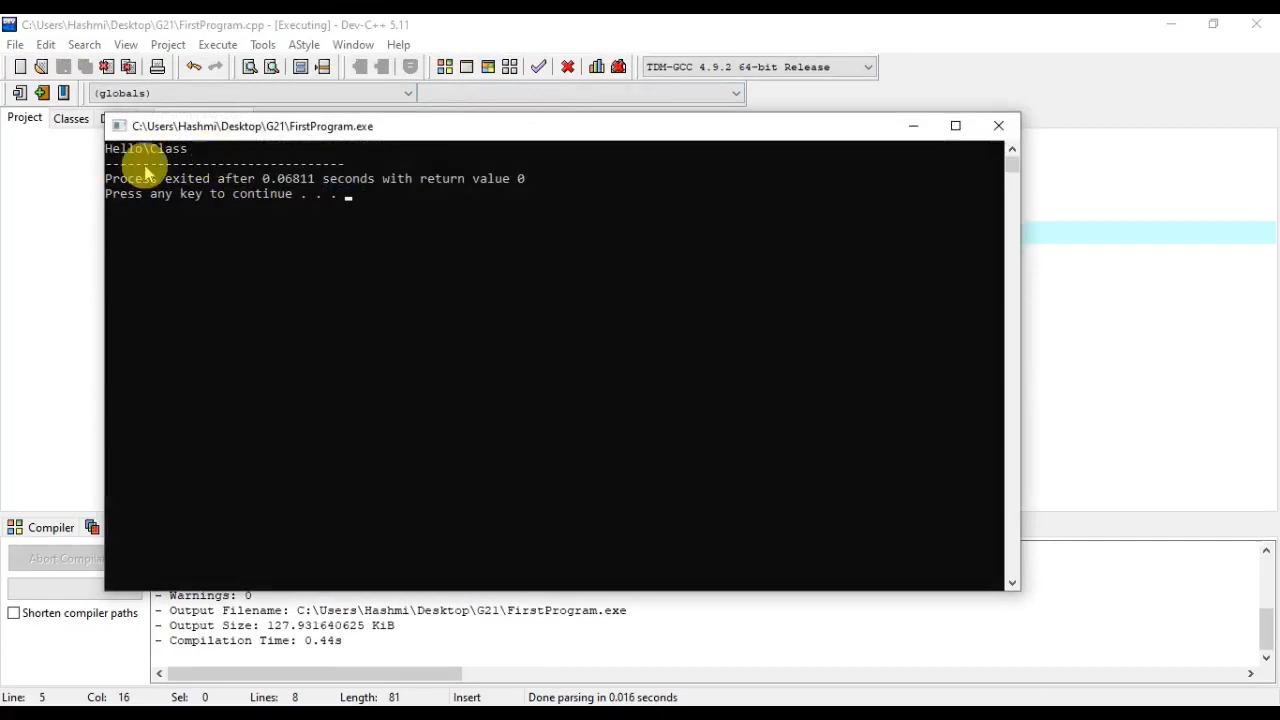 C:\Users\Hashmi\Desktop\G21\FirstProgram.cpp - [Executing] - Dev-C++ 5.11
File Edit Search View Project Execute Tools AStyle Window Help
TDM-GCC 4.9.2 64-bit Release
(globals)
Project Classes
C:\Users\Hashmi\Desktop\G21\FirstProgram.exe
Hello\Class
--------------------------------
Process exited after 0.06811 seconds with return value 0
Press any key to continue . . .
Compiler
Abort
Shorten compiler paths
- Warnings: 0
- Output Filename: C:\Users\Hashmi\Desktop\G21\FirstProgram.exe
- Output Size: 127.931640625 KiB
- Compilation Time: 0.44s
Line: 5 Col: 16 Sel: 0 Lines: 8 Length: 81 Insert Done parsing in 0.016 seconds